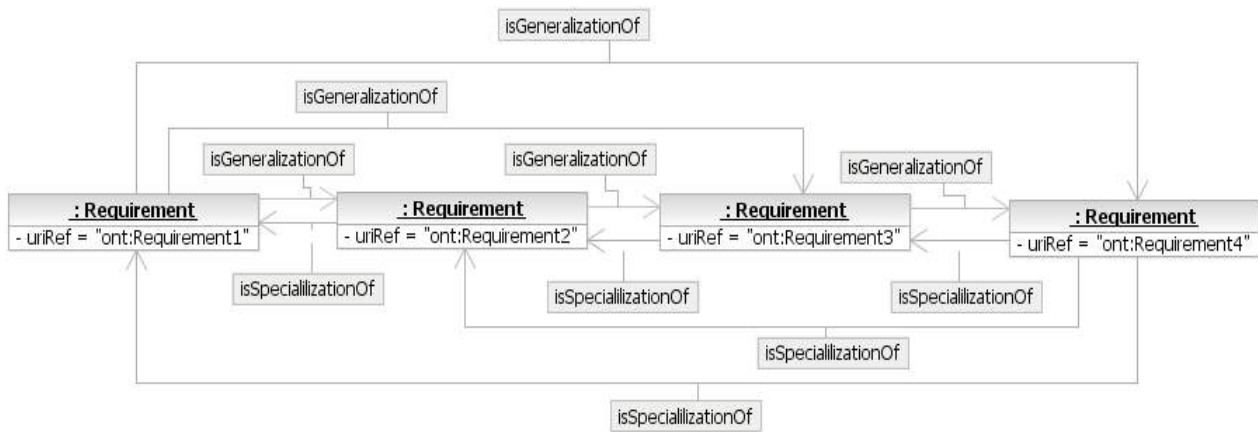 isGeneralizationOf
isGeneralizationOf
isGeneralizationOf
isGeneralizationOf
isGeneralizationOf
: Requirement
- uriRef = "ont:Requirement1"
: Requirement
- uriRef = "ont:Requirement2"
: Requirement
- uriRef = "ont:Requirement3"
: Requirement
- uriRef = "ont:Requirement4"
isSpecialilizationOf
isSpecialilizationOf
isSpecialilizationOf
isSpecialilizationOf
isSpecialilizationOf